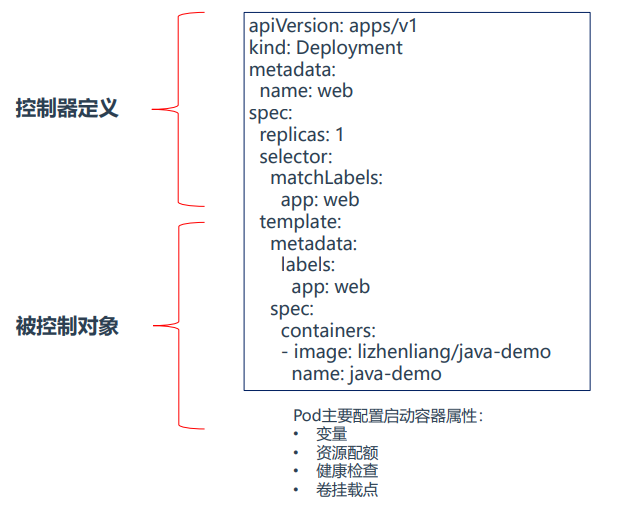 控制器定义
apiVersion: apps/v1
kind: Deployment
metadata:
  name: web
spec:
  replicas: 1
  selector:
    matchLabels:
      app: web
  template:
    metadata:
      labels:
        app: web
    spec:
      containers:
      - image: lizhenliang/java-demo
        name: java-demo
被控制对象
Pod主要配置启动容器属性：
• 变量
• 资源配额
• 健康检查
• 卷挂载点